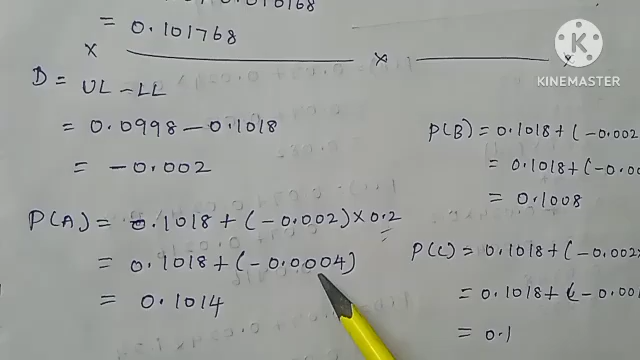 = 0.101768
KINEMASTER
D = UL - LL
= 0.0998 - 0.1018
= -0.002
P(A) = 0.1018 + (-0.002) × 0.2
= 0.1018 + (-0.0004)
= 0.1014
P(B) = 0.1018 + (-0.002
= 0.1018 + (-0.00
= 0.1008
P(C) = 0.1018 + (-0.002
= 0.1018 + (-0.00
= 0.1